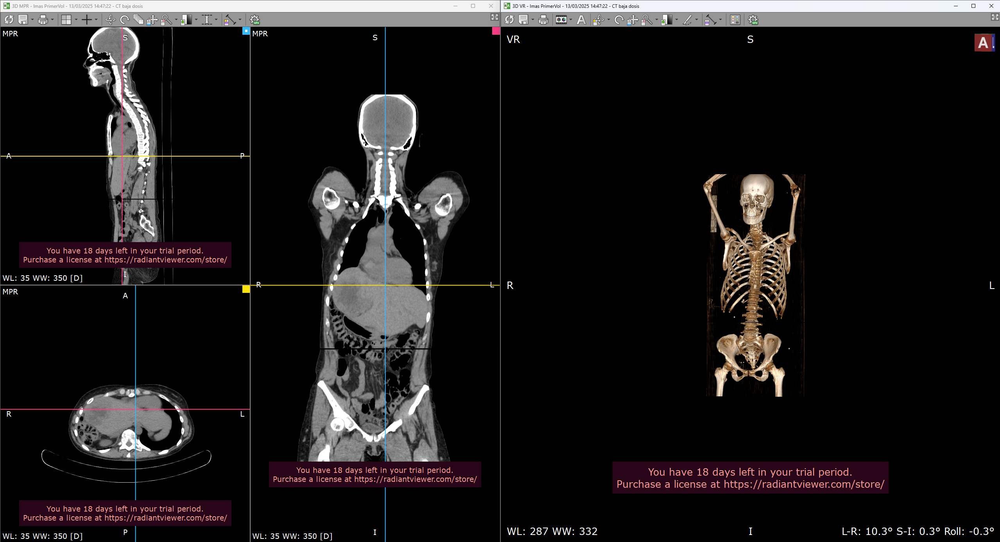 3D MPR - Imas PrimerVol - 13/03/2025 14:47:22 - CT baja dosis
MPR
S
A
P
You have 18 days left in your trial period.
Purchase a license at https://radiantviewer.com/store/
I
WL: 35 WW: 350 [D]
MPR
A
R
L
You have 18 days left in your trial period.
Purchase a license at https://radiantviewer.com/store/
P
WL: 35 WW: 350 [D]
MPR
S
R
L
You have 18 days left in your trial period.
Purchase a license at https://radiantviewer.com/store/
I
WL: 35 WW: 350 [D]
3D VR - Imas PrimerVol - 13/03/2025 14:47:22 - CT baja dosis
VR
S
A
L
R
L
You have 18 days left in your trial period.
Purchase a license at https://radiantviewer.com/store/
WL: 287 WW: 332
I
L-R: 10.3° S-I: 0.3° Roll: -0.3°